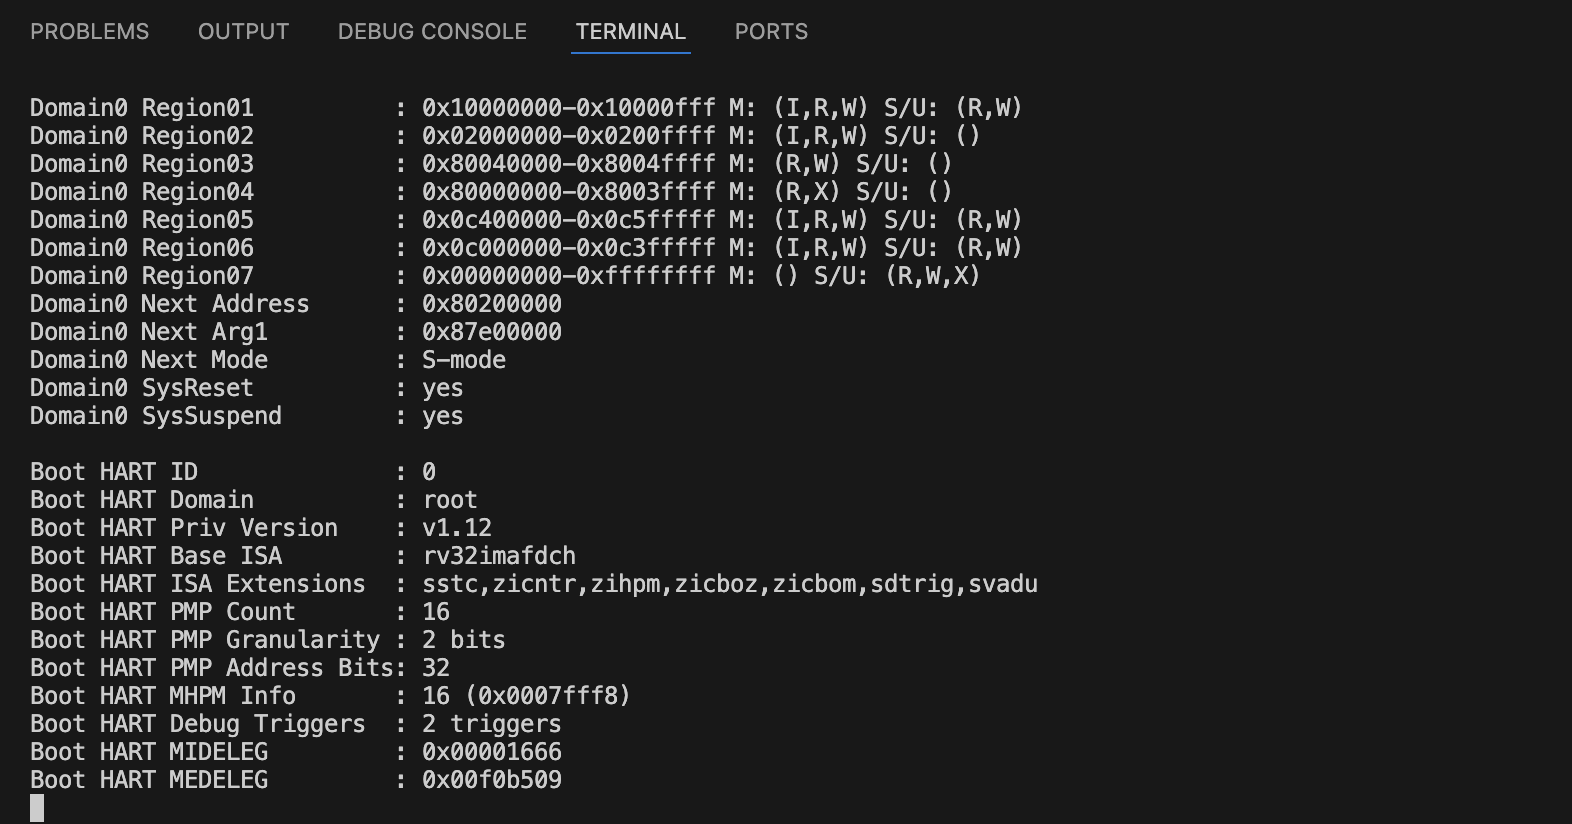 PROBLEMS OUTPUT DEBUG CONSOLE TERMINAL PORTS
Domain0 Region01 : 0x10000000-0x10000fff M: (I,R,W) S/U: (R,W)
Domain0 Region02 : 0x02000000-0x0200ffff M: (I,R,W) S/U: ()
Domain0 Region03 : 0x80040000-0x8004ffff M: (R,W) S/U: ()
Domain0 Region04 : 0x80000000-0x8003ffff M: (R,X) S/U: ()
Domain0 Region05 : 0x0c400000-0x0c5fffff M: (I,R,W) S/U: (R,W)
Domain0 Region06 : 0x0c000000-0x0c3fffff M: (I,R,W) S/U: (R,W)
Domain0 Region07 : 0x00000000-0xffffffff M: () S/U: (R,W,X)
Domain0 Next Address : 0x80200000
Domain0 Next Arg1 : 0x87e00000
Domain0 Next Mode : S-mode
Domain0 SysReset : yes
Domain0 SysSuspend : yes
Boot HART ID : 0
Boot HART Domain : root
Boot HART Priv Version : v1.12
Boot HART Base ISA : rv32imafdch
Boot HART ISA Extensions : sstc,zicntr,zihpm,zicboz,zicbom,sdtrig,svadu
Boot HART PMP Count : 16
Boot HART PMP Granularity : 2 bits
Boot HART PMP Address Bits: 32
Boot HART MHPM Info : 16 (0x0007fff8)
Boot HART Debug Triggers : 2 triggers
Boot HART MIDELEG : 0x00001666
Boot HART MEDELEG : 0x00f0b509